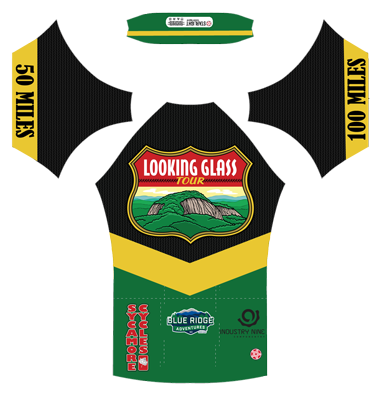 50 MILES
100 MILES
LOOKING GLASS
TOUR
SYCAMORE
CYCLES
BLUE RIDGE
ADVENTURES
INDUSTRY NINE